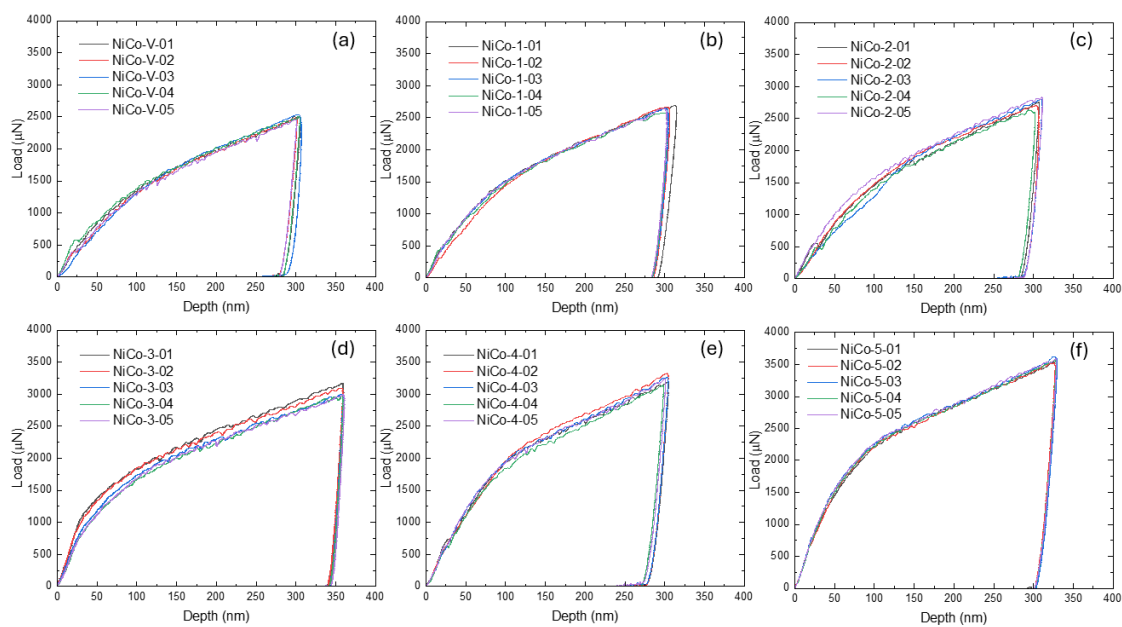 (a)
NiCo-V-01
NiCo-V-02
NiCo-V-03
NiCo-V-04
NiCo-V-05
4000
3500
3000
2500
2000
1500
1000
500
0
Load (μN)
0 50 100 150 200 250 300 350 400
Depth (nm)
(b)
NiCo-1-01
NiCo-1-02
NiCo-1-03
NiCo-1-04
NiCo-1-05
4000
3500
3000
2500
2000
1500
1000
500
0
Load (μN)
0 50 100 150 200 250 300 350 400
Depth (nm)
(c)
NiCo-2-01
NiCo-2-02
NiCo-2-03
NiCo-2-04
NiCo-2-05
4000
3500
3000
2500
2000
1500
1000
500
0
Load (μN)
0 50 100 150 200 250 300 350 400
Depth (nm)
(d)
NiCo-3-01
NiCo-3-02
NiCo-3-03
NiCo-3-04
NiCo-3-05
4000
3500
3000
2500
2000
1500
1000
500
0
Load (μN)
0 50 100 150 200 250 300 350 400
Depth (nm)
(e)
NiCo-4-01
NiCo-4-02
NiCo-4-03
NiCo-4-04
NiCo-4-05
4000
3500
3000
2500
2000
1500
1000
500
0
Load (μN)
0 50 100 150 200 250 300 350 400
Depth (nm)
(f)
NiCo-5-01
NiCo-5-02
NiCo-5-03
NiCo-5-04
NiCo-5-05
4000
3500
3000
2500
2000
1500
1000
500
0
Load (μN)
0 50 100 150 200 250 300 350 400
Depth (nm)